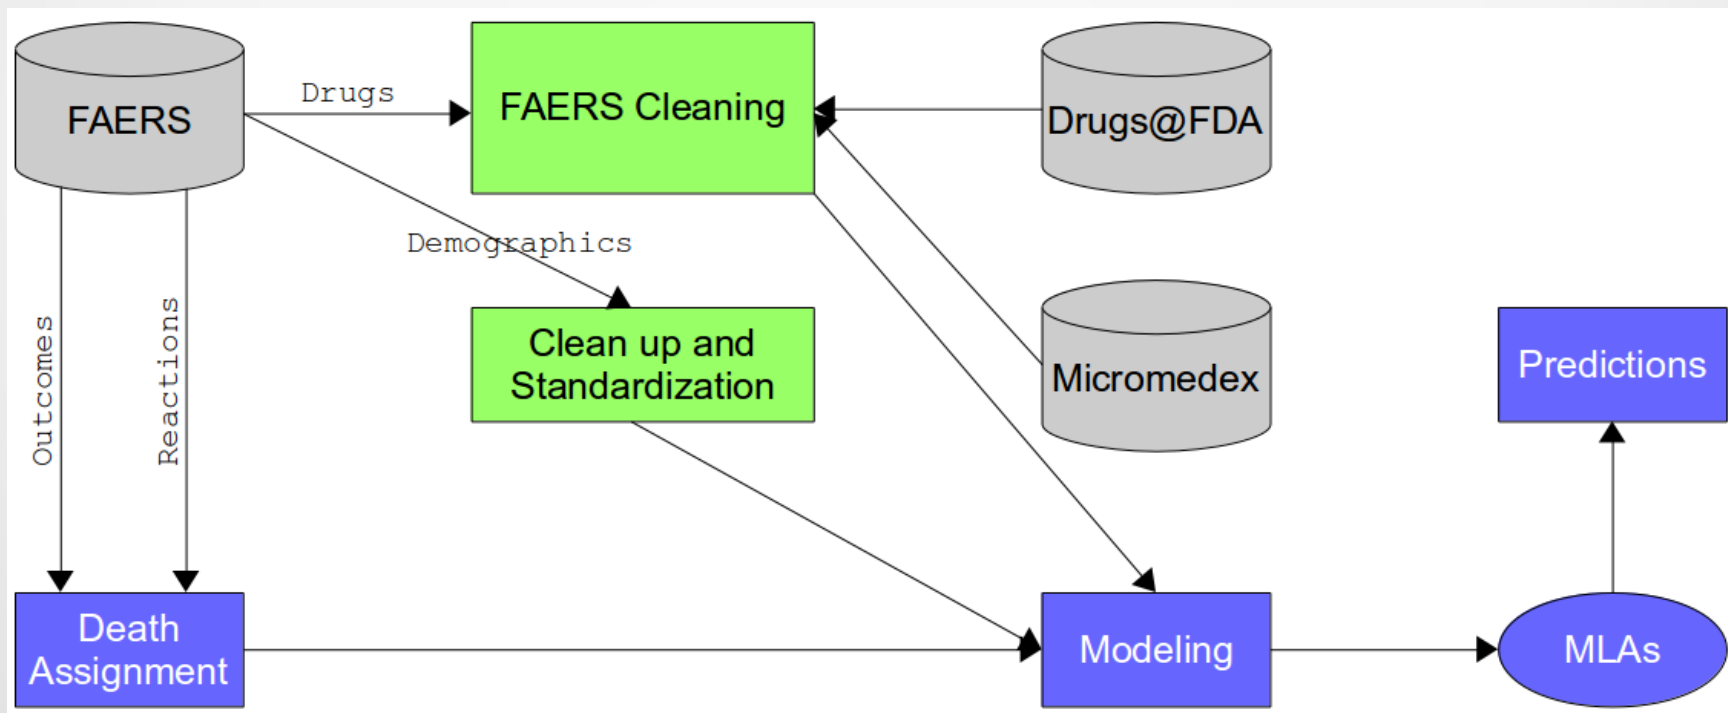 FAERS
Drugs
FAERS Cleaning
Drugs@FDA
Demographics
Outcomes
Reactions
Clean up and
Standardization
Micromedex
Predictions
Death
Assignment
Modeling
MLAs